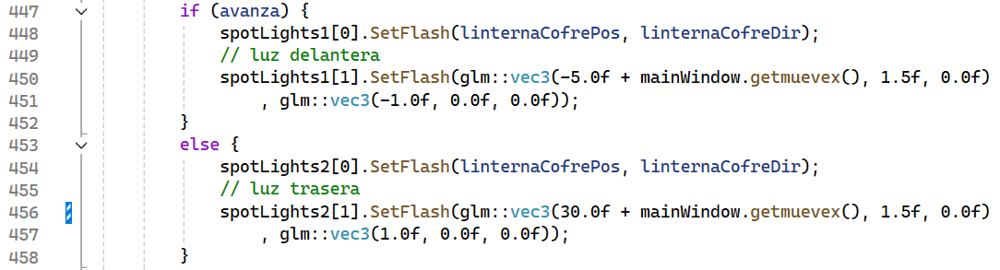 447 if (avanza) {
448 spotLights1[0].SetFlash(linternaCofrePos, linternaCofreDir);
449 // luz delantera
450 spotLights1[1].SetFlash(glm::vec3(-5.0f + mainWindow.getmuevex(), 1.5f, 0.0f)
451 , glm::vec3(-1.0f, 0.0f, 0.0f));
452 }
453 else {
454 spotLights2[0].SetFlash(linternaCofrePos, linternaCofreDir);
455 // luz trasera
456 spotLights2[1].SetFlash(glm::vec3(30.0f + mainWindow.getmuevex(), 1.5f, 0.0f)
457 , glm::vec3(1.0f, 0.0f, 0.0f));
458 }